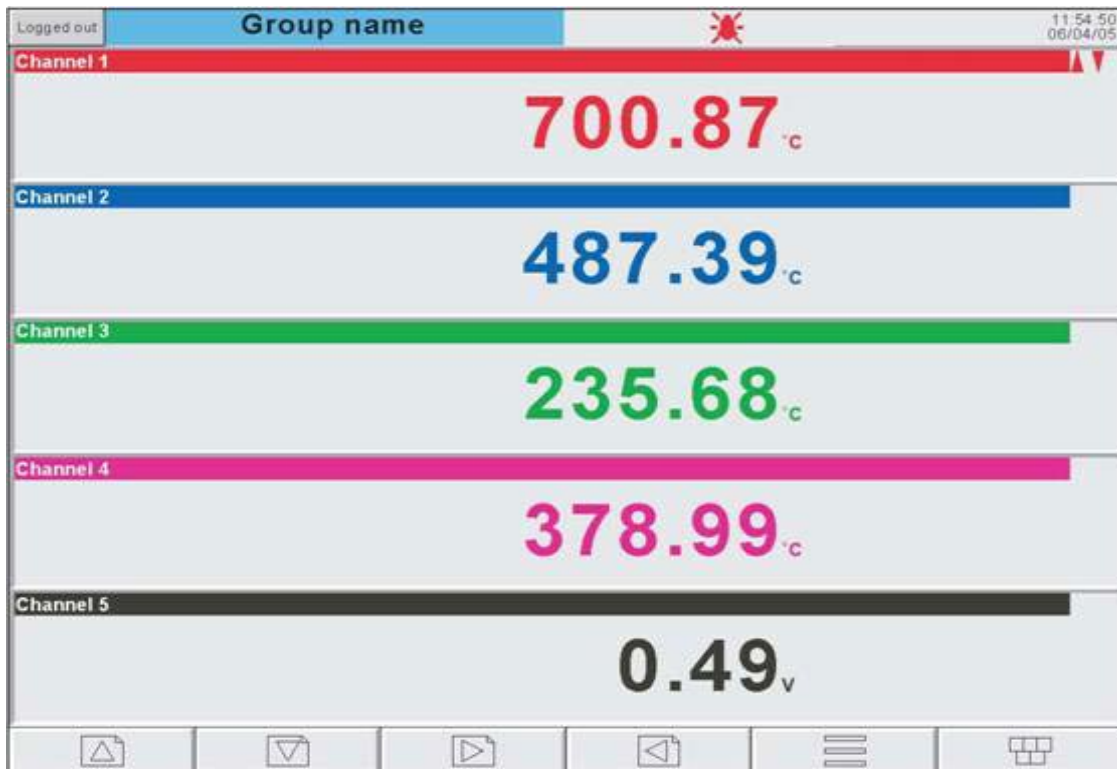 Logged out
Group name
11:54:50
06/04/05
Channel 1
700.87 °C
Channel 2
487.39 °C
Channel 3
235.68 °C
Channel 4
378.99 °C
Channel 5
0.49 V